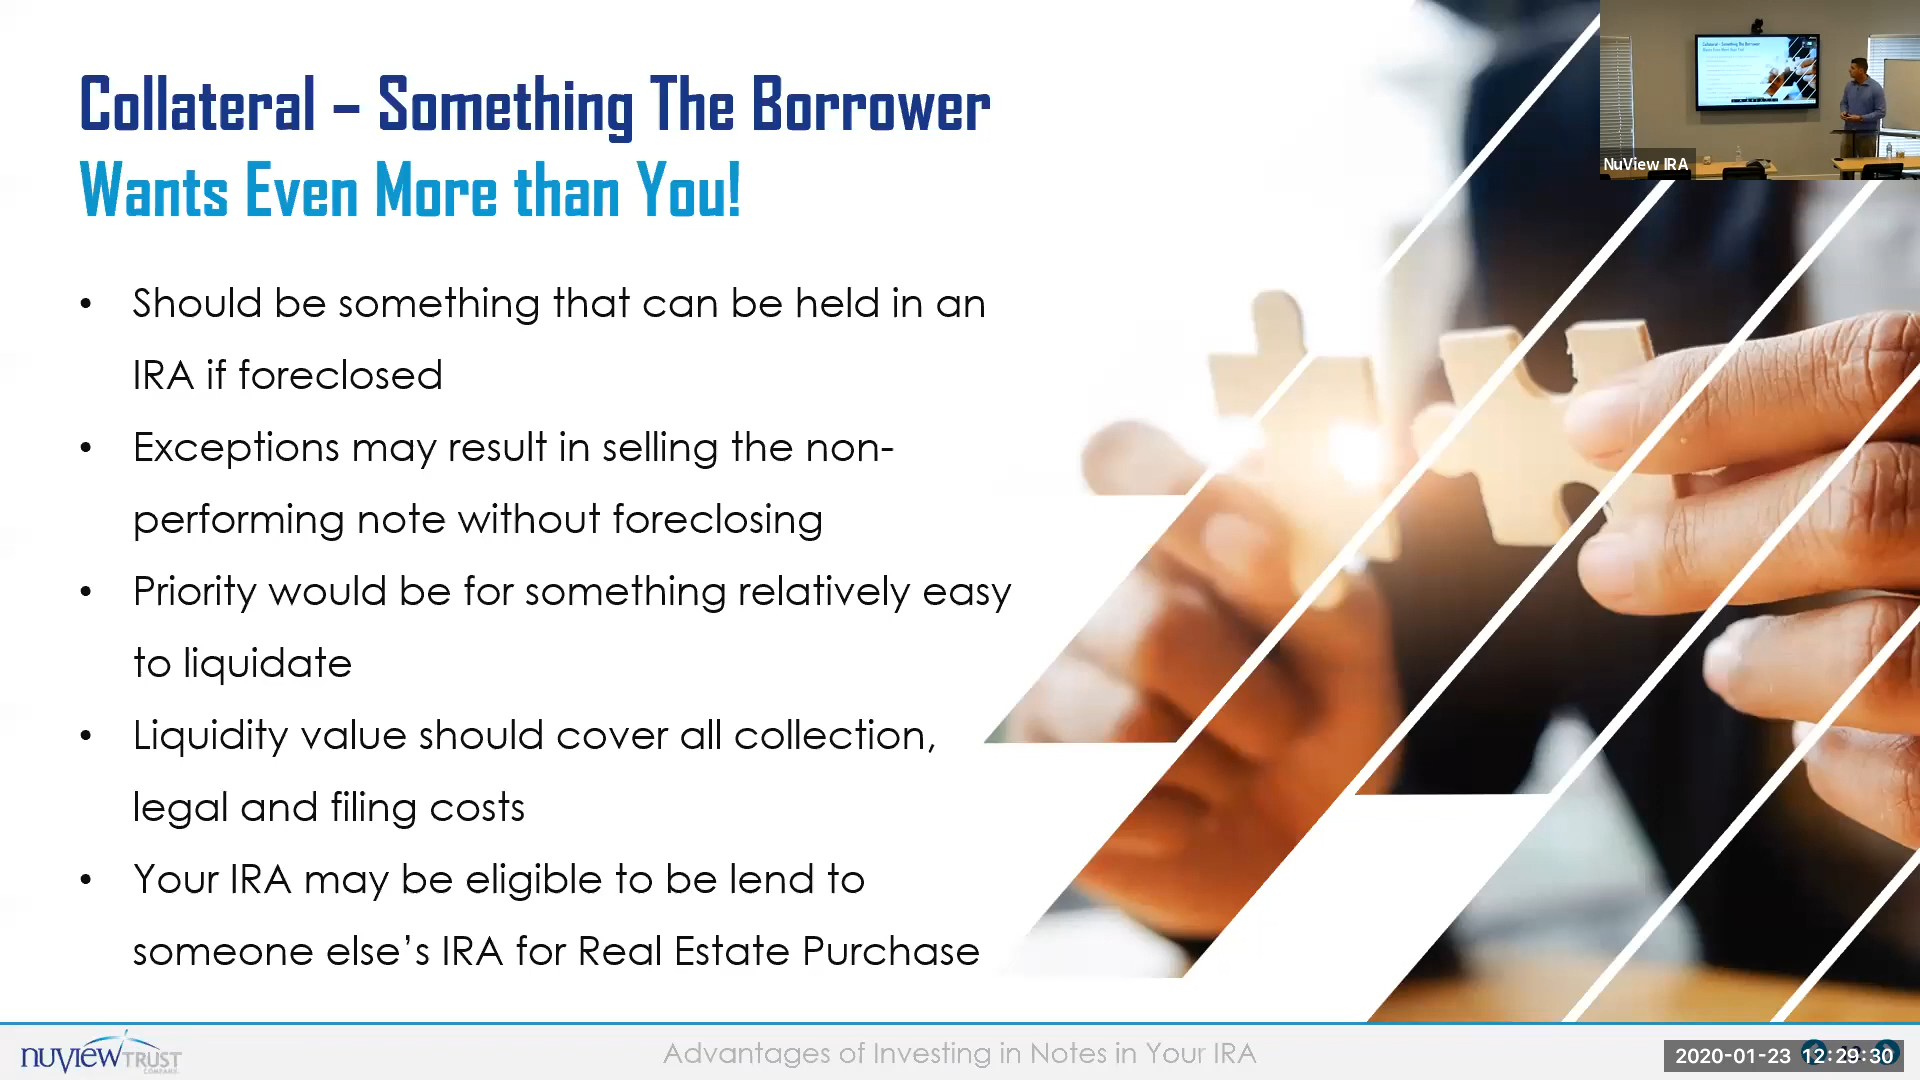 Collateral – Something The Borrower
Wants Even More than You!
• Should be something that can be held in an
IRA if foreclosed
• Exceptions may result in selling the non-
performing note without foreclosing
• Priority would be for something relatively easy
to liquidate
• Liquidity value should cover all collection,
legal and filing costs
• Your IRA may be eligible to be lend to
someone else’s IRA for Real Estate Purchase
NuView IRA
nuviewTRUST
COMPANY
Advantages of Investing in Notes in Your IRA
2020-01-23 12:29:30